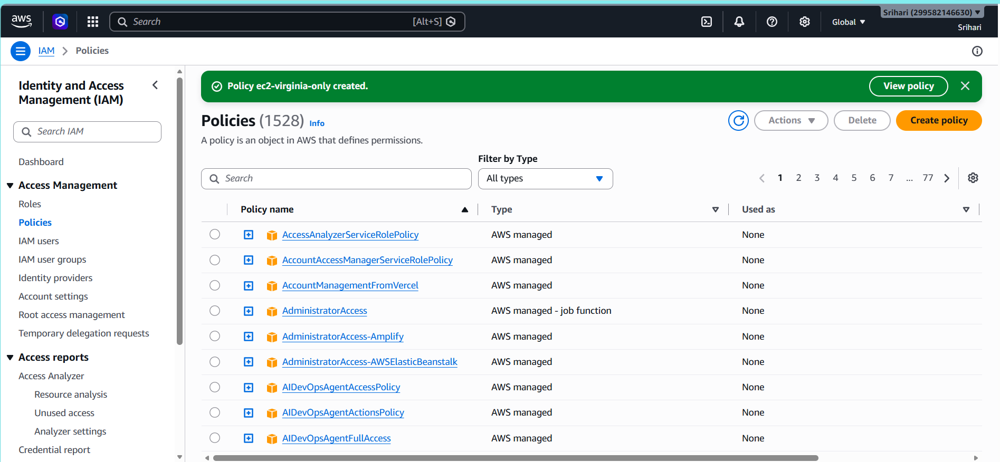 aws
Search
[Alt+S]
Global
Srihari (299582146630)
Srihari
IAM
Policies
Identity and Access
Management (IAM)
Search IAM
Dashboard
Access Management
Roles
Policies
IAM users
IAM user groups
Identity providers
Account settings
Root access management
Temporary delegation requests
Access reports
Access Analyzer
Resource analysis
Unused access
Analyzer settings
Credential report
Policy ec2-virginia-only created.
View policy
Policies (1528) Info
Actions
Delete
Create policy
A policy is an object in AWS that defines permissions.
Filter by Type
Search
All types
1 2 3 4 5 6 7 ... 77
Policy name Type Used as
AccessAnalyzerServiceRolePolicy AWS managed None
AccountAccessManagerServiceRolePolicy AWS managed None
AccountManagementFromVercel AWS managed None
AdministratorAccess AWS managed - job function None
AdministratorAccess-Amplify AWS managed None
AdministratorAccess-AWSElasticBeanstalk AWS managed None
AIDevOpsAgentAccessPolicy AWS managed None
AIDevOpsAgentActionsPolicy AWS managed None
AIDevOpsAgentFullAccess AWS managed None